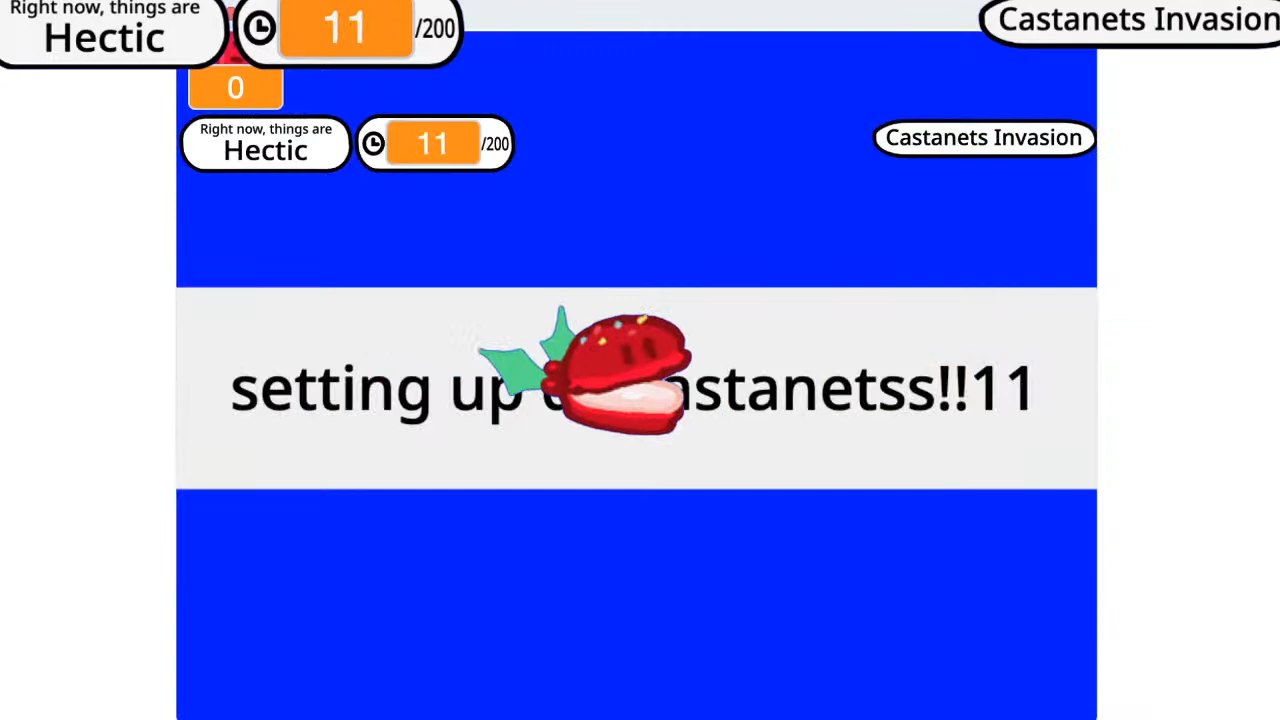 Right now, things are
Hectic
11 /200
Castanets Invasion
0
Right now, things are
Hectic
11 /200
Castanets Invasion
setting up astanetss!!11